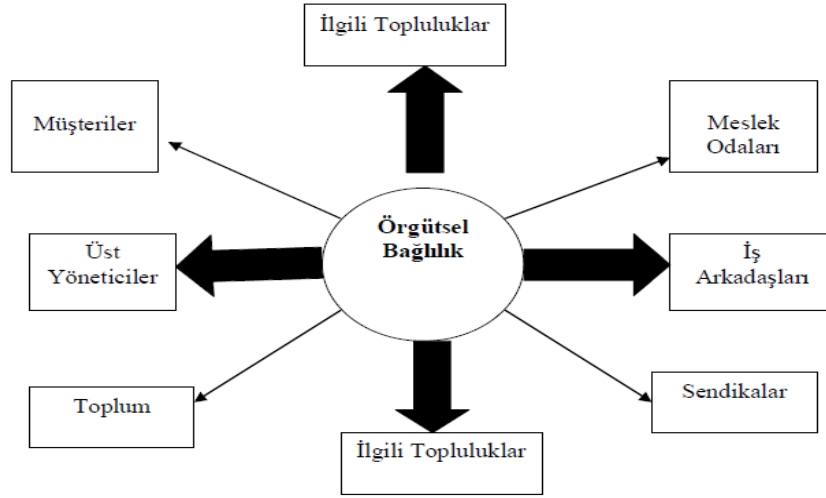 İlgili Topluluklar
Müşteriler
Meslek
Odaları
Örgütsel
Bağlılık
Üst
Yöneticiler
İş
Arkadaşları
Toplum
Sendikalar
İlgili Topluluklar